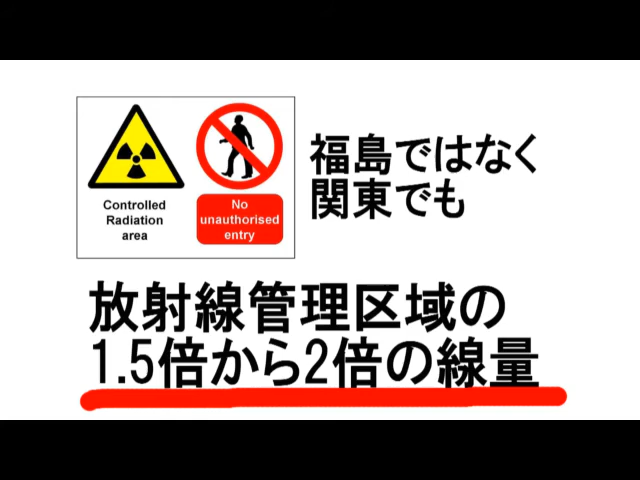 Controlled
Radiation
area
No
unauthorised
entry
福島ではなく
関東でも
放射線管理区域の
1.5倍から2倍の線量